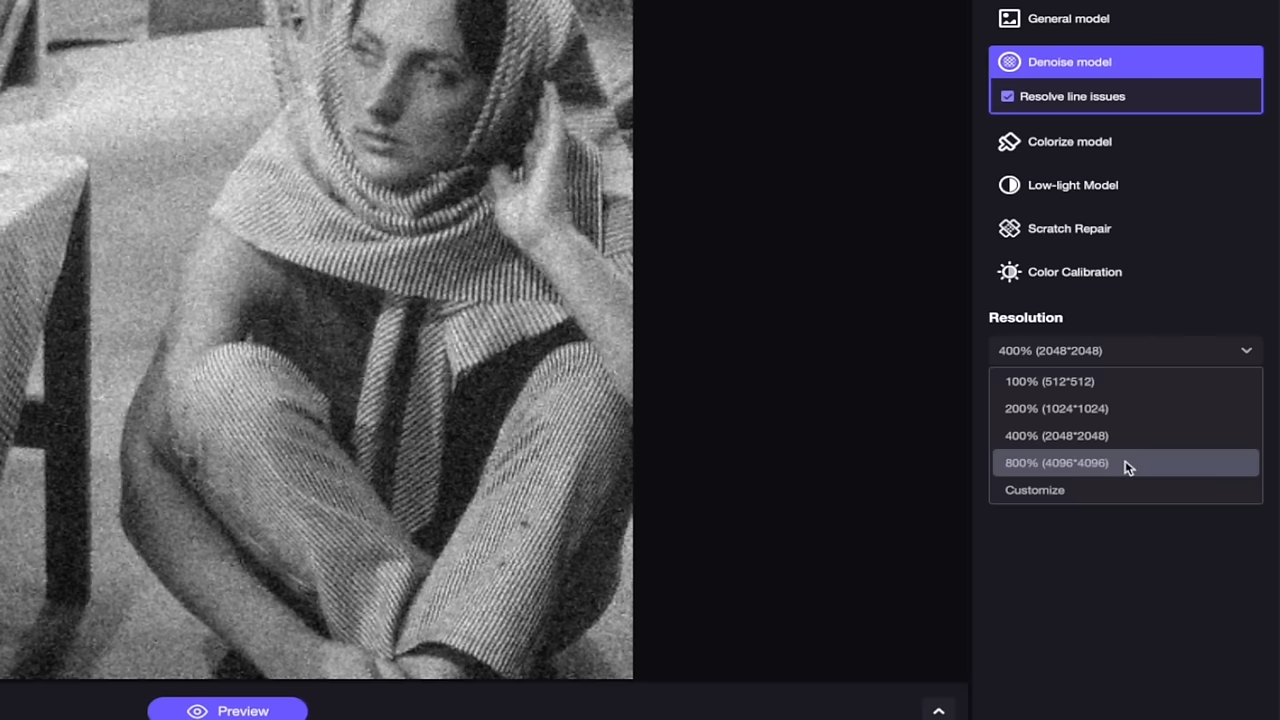 General model
Denoise model
Resolve line issues
Colorize model
Low-light Model
Scratch Repair
Color Calibration
Resolution
400% (2048*2048)
100% (512*512)
200% (1024*1024)
400% (2048*2048)
800% (4096*4096)
Customize
Preview